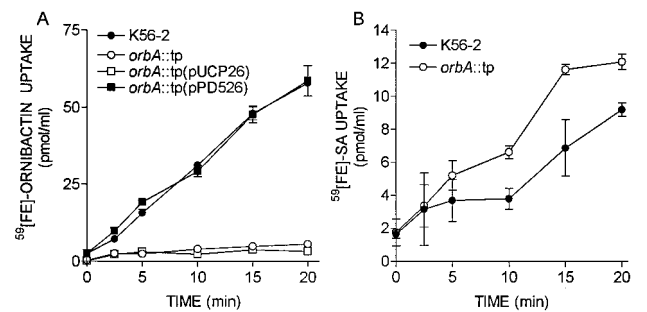 A
K56-2
orbA::tp
orbA::tp(pUCP26)
orbA::tp(pPD526)
59[FE]-ORNIBACTIN UPTAKE
(pmol/ml)
75
50
25
0
0 5 10 15 20
TIME (min)
B
K56-2
orbA::tp
59[FE]-SA UPTAKE
(pmol/ml)
14
12
10
8
6
4
2
0
0 5 10 15 20
TIME (min)